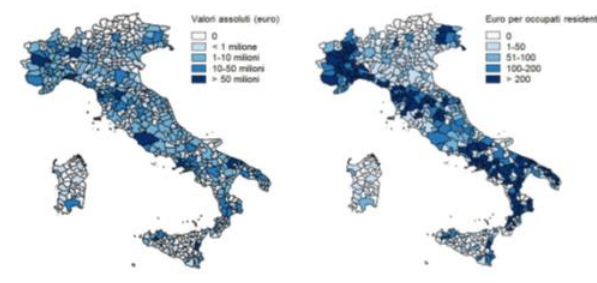 Valori assoluti (euro)
0
< 1 milione
1-10 milioni
10-50 milioni
> 50 milioni
Euro per occupati resident
0
1-50
51-100
100-200
> 200